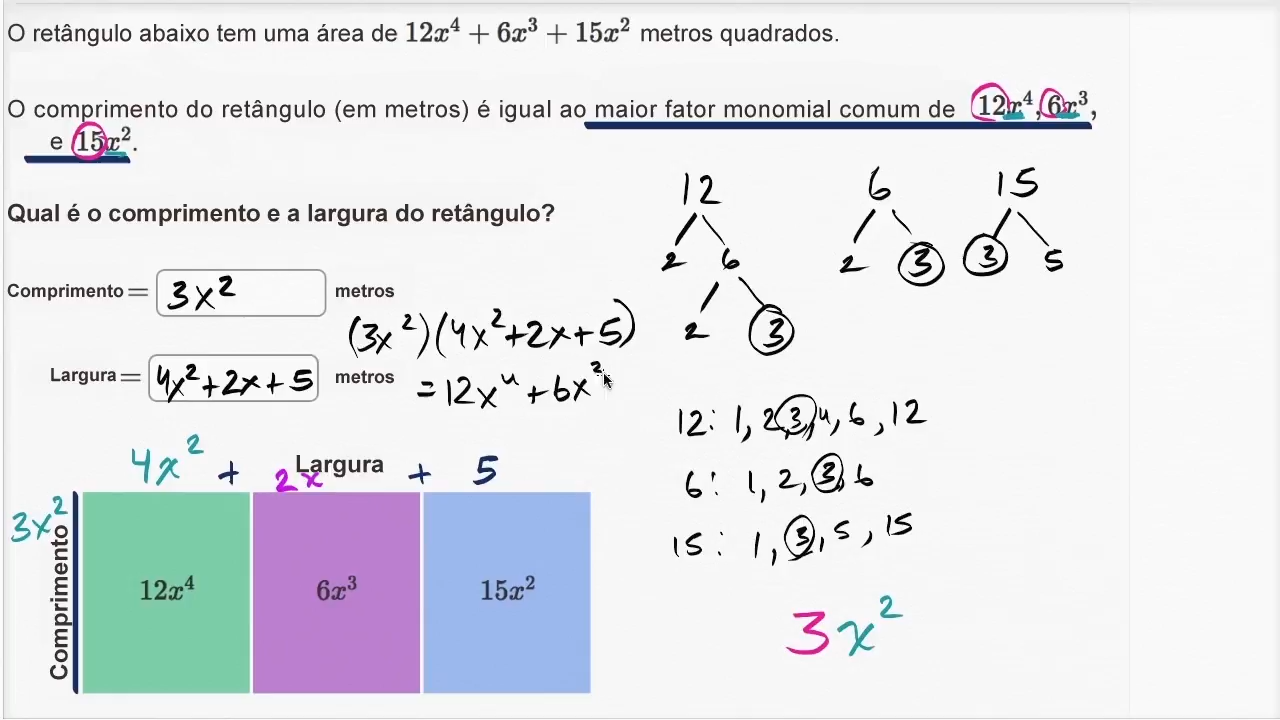 O retângulo abaixo tem uma área de 12x⁴ + 6x³ + 15x² metros quadrados.
O comprimento do retângulo (em metros) é igual ao maior fator monomial comum de 12x⁴, 6x³,
e 15x².
Qual é o comprimento e a largura do retângulo?
Comprimento = 3x² metros
(3x²)(4x²+2x+5)
Largura = 4x²+2x+5 metros
= 12x⁴ + 6x²
4x² + 2x + 5
Largura
3x²
Comprimento
12x⁴ 6x³ 15x²
12 6 15
2 6 2 3 3 5
2 3
12: 1, 2, 3, 4, 6, 12
6: 1, 2, 3, 6
15: 1, 3, 5, 15
3x²